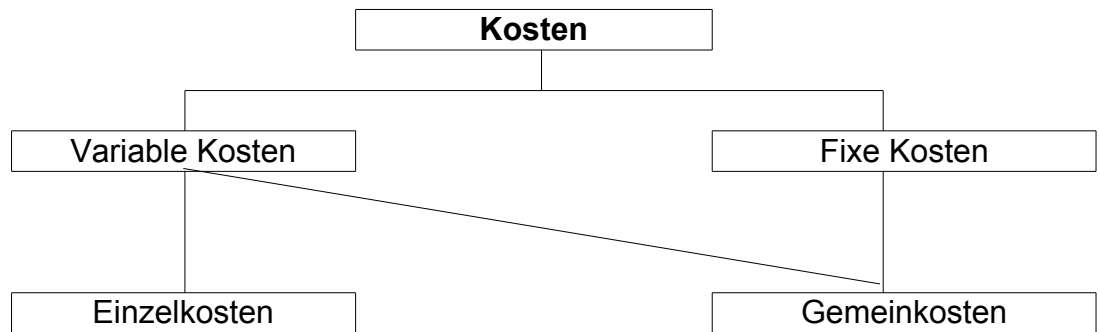 Kosten
Variable Kosten
Fixe Kosten
Einzelkosten
Gemeinkosten